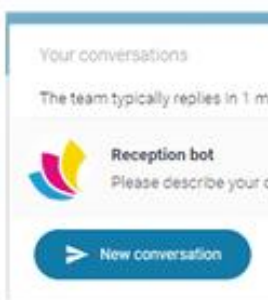 Your conversations
The team typically replies in 1 m
Reception bot
Please describe your
New conversation